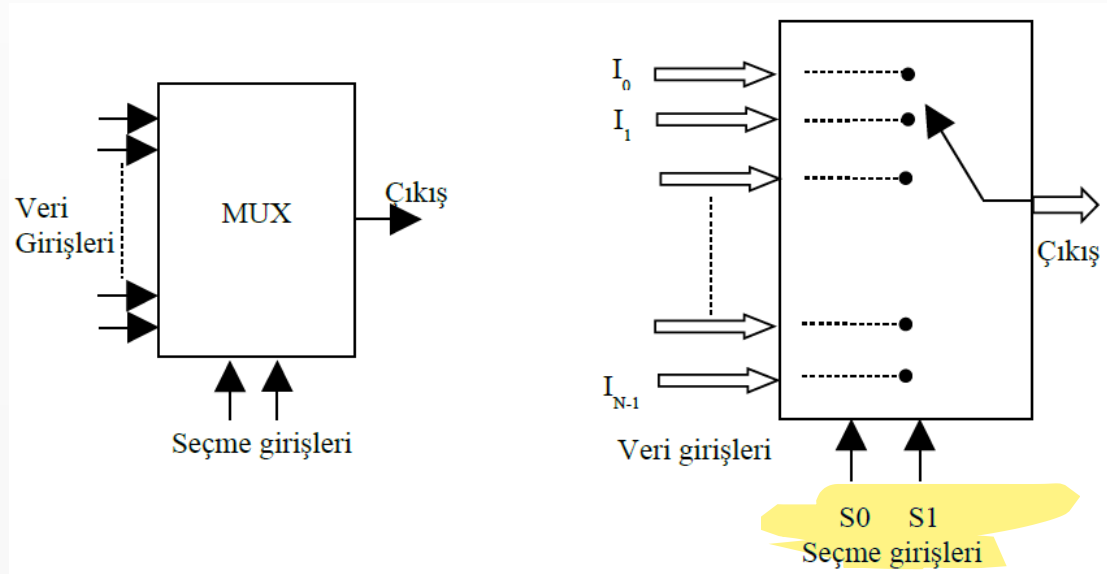 Veri
Girişleri
MUX
Çıkış
Seçme girişleri
I0
I1
IN-1
Veri girişleri
Çıkış
S0 S1
Seçme girişleri